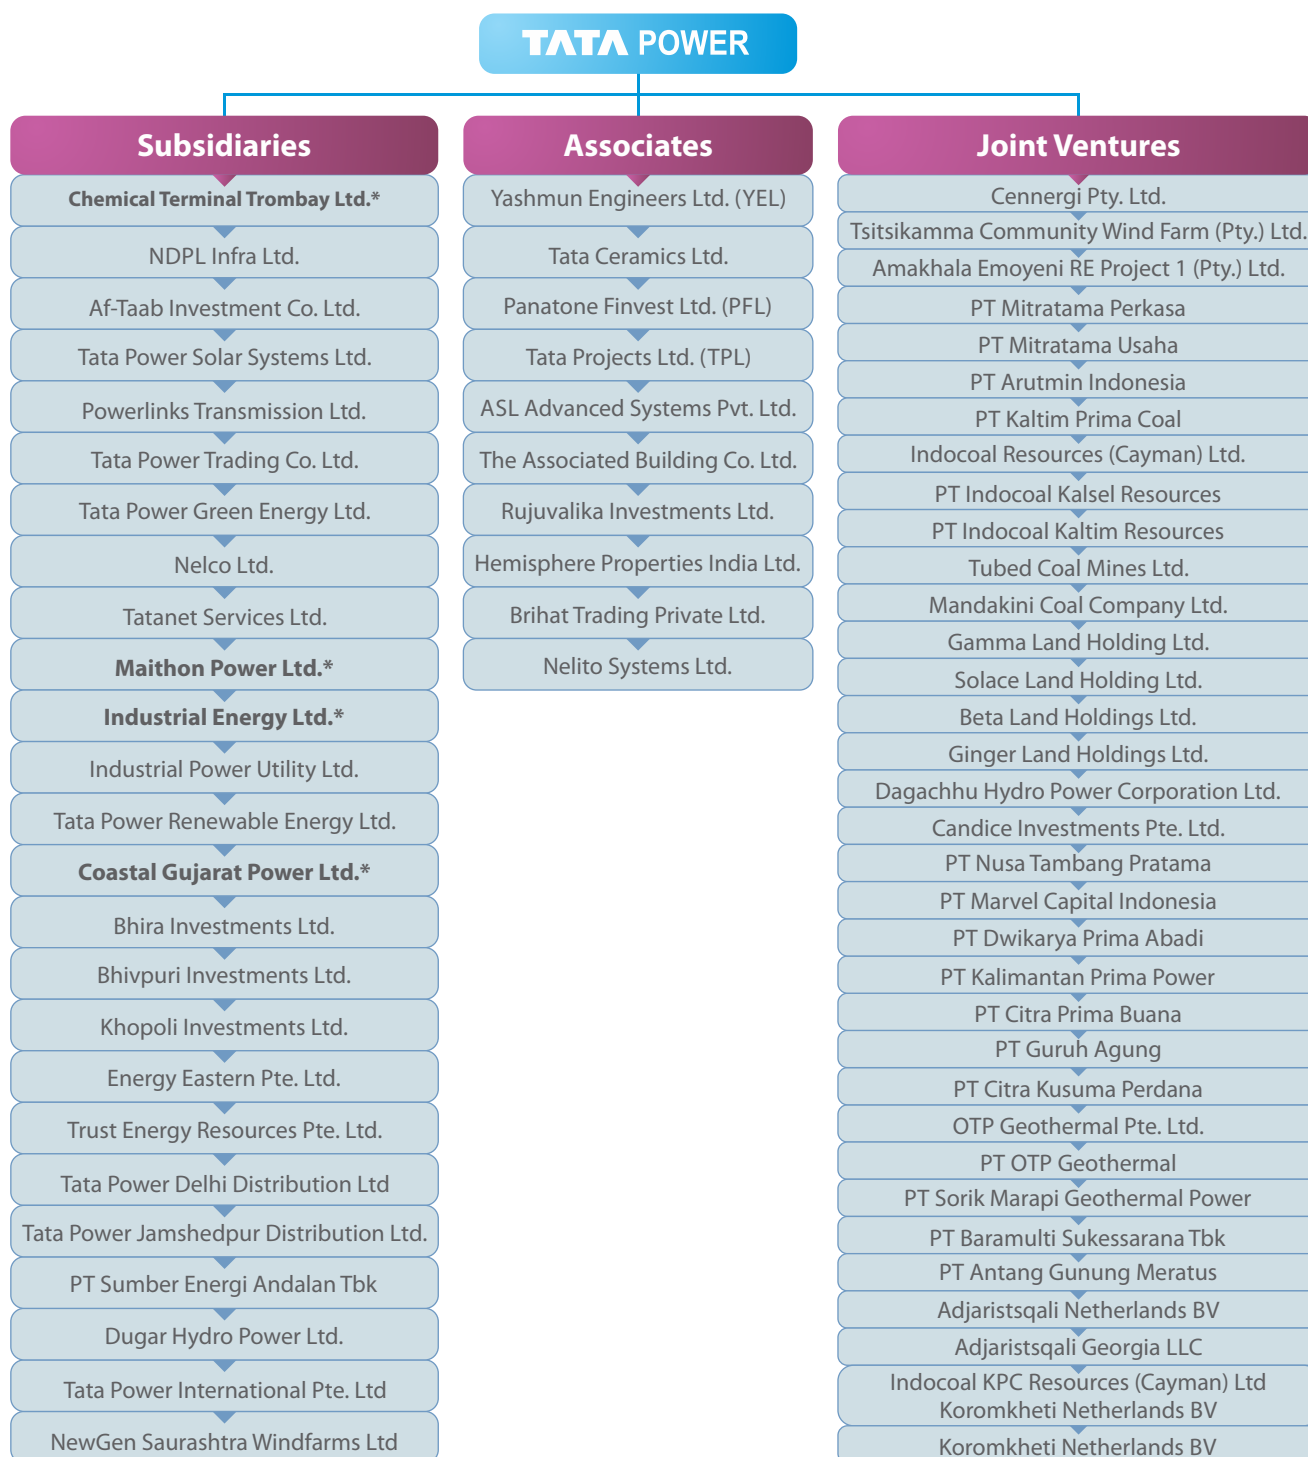 TATA POWER
Subsidiaries
Chemical Terminal Trombay Ltd.*
NDPL Infra Ltd.
Af-Taab Investment Co. Ltd.
Tata Power Solar Systems Ltd.
Powerlinks Transmission Ltd.
Tata Power Trading Co. Ltd.
Tata Power Green Energy Ltd.
Nelco Ltd.
Tatanet Services Ltd.
Maithon Power Ltd.*
Industrial Energy Ltd.*
Industrial Power Utility Ltd.
Tata Power Renewable Energy Ltd.
Coastal Gujarat Power Ltd.*
Bhira Investments Ltd.
Bhivpuri Investments Ltd.
Khopoli Investments Ltd.
Energy Eastern Pte. Ltd.
Trust Energy Resources Pte. Ltd.
Tata Power Delhi Distribution Ltd
Tata Power Jamshedpur Distribution Ltd.
PT Sumber Energi Andalan Tbk
Dugar Hydro Power Ltd.
Tata Power International Pte. Ltd
NewGen Saurashtra Windfarms Ltd
Associates
Yashmun Engineers Ltd. (YEL)
Tata Ceramics Ltd.
Panatone Finvest Ltd. (PFL)
Tata Projects Ltd. (TPL)
ASL Advanced Systems Pvt. Ltd.
The Associated Building Co. Ltd.
Rujuvalika Investments Ltd.
Hemisphere Properties India Ltd.
Brihat Trading Private Ltd.
Nelito Systems Ltd.
Joint Ventures
Cennergi Pty. Ltd.
Tsitsikamma Community Wind Farm (Pty.) Ltd.
Amakhala Emoyeni RE Project 1 (Pty.) Ltd.
PT Mitratama Perkasa
PT Mitratama Usaha
PT Arutmin Indonesia
PT Kaltim Prima Coal
Indocoal Resources (Cayman) Ltd.
PT Indocoal Kalsel Resources
PT Indocoal Kaltim Resources
Tubed Coal Mines Ltd.
Mandakini Coal Company Ltd.
Gamma Land Holding Ltd.
Solace Land Holding Ltd.
Beta Land Holdings Ltd.
Ginger Land Holdings Ltd.
Dagachhu Hydro Power Corporation Ltd.
Candice Investments Pte. Ltd.
PT Nusa Tambang Pratama
PT Marvel Capital Indonesia
PT Dwikarya Prima Abadi
PT Kalimantan Prima Power
PT Citra Prima Buana
PT Guruh Agung
PT Citra Kusuma Perdana
OTP Geothermal Pte. Ltd.
PT OTP Geothermal
PT Sorik Marapi Geothermal Power
PT Baramulti Sukessarana Tbk
PT Antang Gunung Meratus
Adjaristsqali Netherlands BV
Adjaristsqali Georgia LLC
Indocoal KPC Resources (Cayman) Ltd
Koromkheti Netherlands BV
Koromkheti Netherlands BV